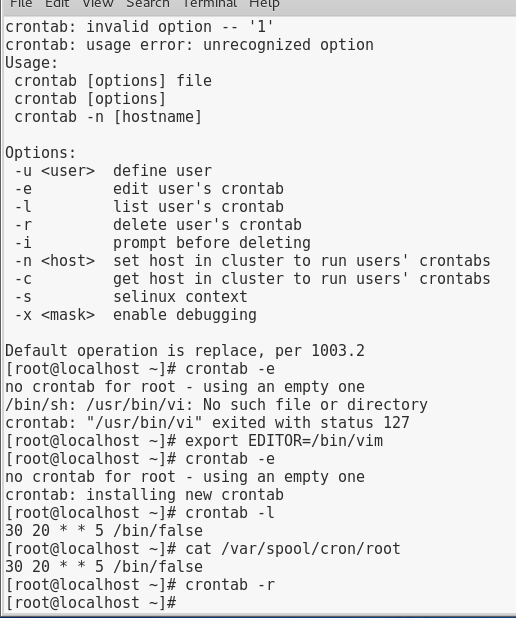 File Edit View Search Terminal Help
crontab: invalid option -- '1'
crontab: usage error: unrecognized option
Usage:
 crontab [options] file
 crontab [options]
 crontab -n [hostname]

Options:
 -u <user>  define user
 -e         edit user's crontab
 -l         list user's crontab
 -r         delete user's crontab
 -i         prompt before deleting
 -n <host>  set host in cluster to run users' crontabs
 -c         get host in cluster to run users' crontabs
 -s         selinux context
 -x <mask>  enable debugging

Default operation is replace, per 1003.2
[root@localhost ~]# crontab -e
no crontab for root - using an empty one
/bin/sh: /usr/bin/vi: No such file or directory
crontab: "/usr/bin/vi" exited with status 127
[root@localhost ~]# export EDITOR=/bin/vim
[root@localhost ~]# crontab -e
no crontab for root - using an empty one
crontab: installing new crontab
[root@localhost ~]# crontab -l
30 20 * * 5 /bin/false
[root@localhost ~]# cat /var/spool/cron/root
30 20 * * 5 /bin/false
[root@localhost ~]# crontab -r
[root@localhost ~]#